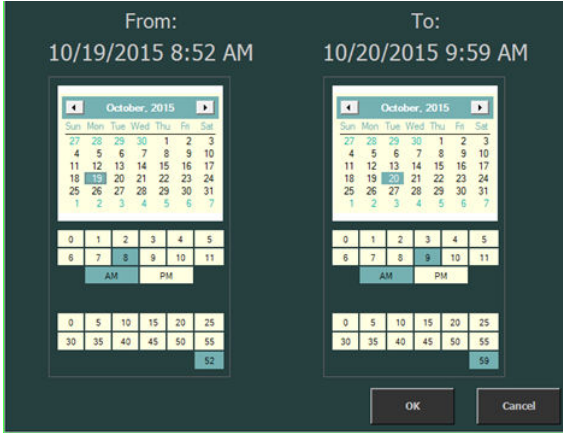 From:
10/19/2015 8:52 AM
October, 2015
Sun Mon Tue Wed Thu Fri Sat
27 28 29 30 1 2 3
4 5 6 7 8 9 10
11 12 13 14 15 16 17
18 19 20 21 22 23 24
25 26 27 28 29 30 31
1 2 3 4 5 6 7
0 1 2 3 4 5
6 7 8 9 10 11
AM PM
0 5 10 15 20 25
30 35 40 45 50 55
52
To:
10/20/2015 9:59 AM
October, 2015
Sun Mon Tue Wed Thu Fri Sat
27 28 29 30 1 2 3
4 5 6 7 8 9 10
11 12 13 14 15 16 17
18 19 20 21 22 23 24
25 26 27 28 29 30 31
1 2 3 4 5 6 7
0 1 2 3 4 5
6 7 8 9 10 11
AM PM
0 5 10 15 20 25
30 35 40 45 50 55
59
OK
Cancel